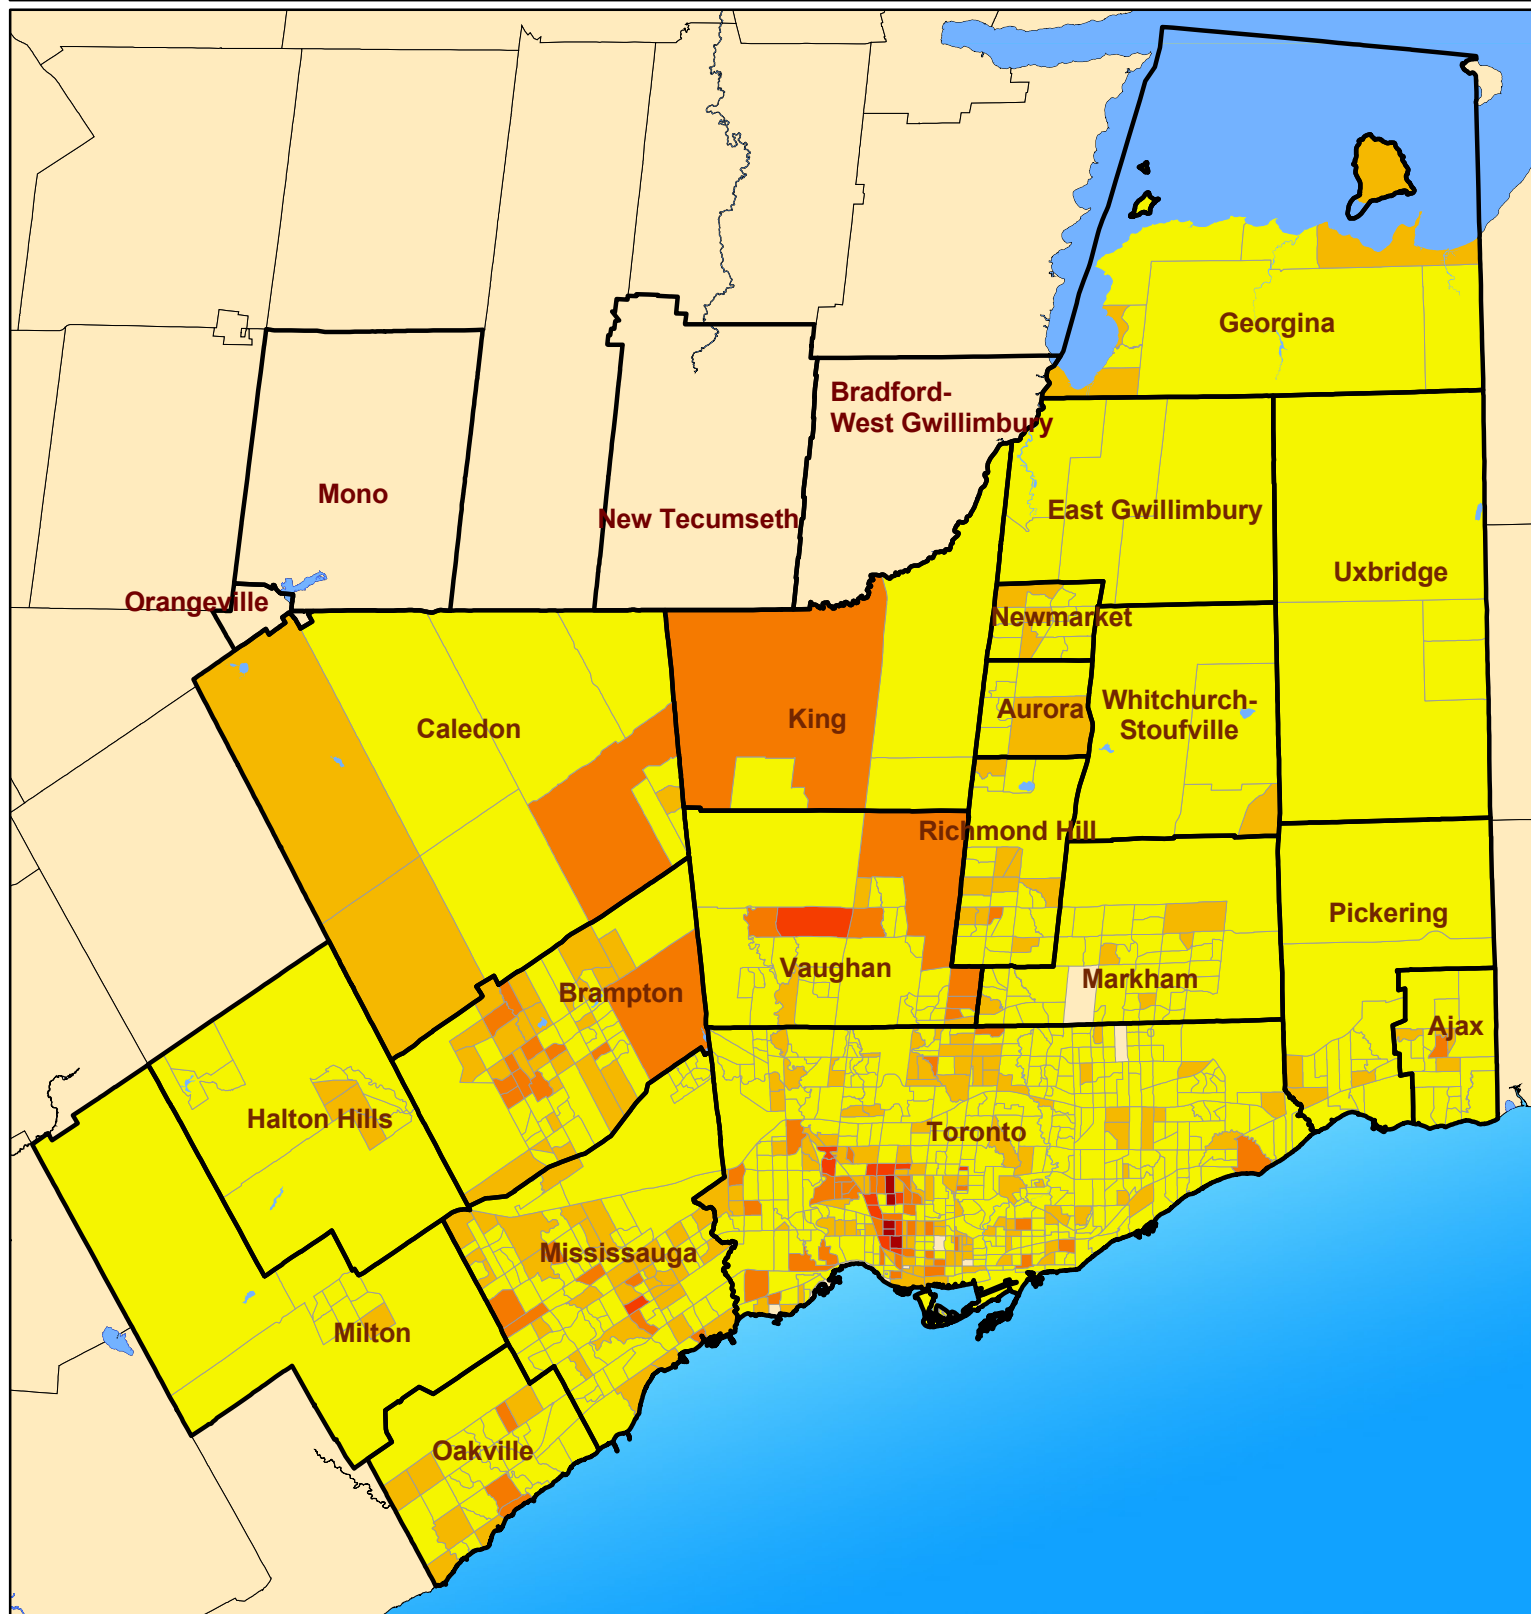 Georgina
Bradford-
West Gwillimbury
Mono
New Tecumseth
East Gwillimbury
Uxbridge
Orangeville
Newmarket
Caledon
King
Aurora
Whitchurch-
Stoufville
Richmond Hill
Pickering
Vaughan
Brampton
Markham
Ajax
Halton Hills
Toronto
Mississauga
Milton
Oakville